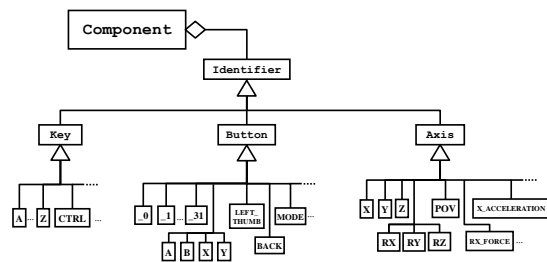 Component
Identifier
Key Button Axis
A ... Z CTRL ...
_0 _1 ... _31 LEFT_
THUMB MODE ...
A B X Y BACK
X Y Z POV X_ACCELERATION
RX RY RZ RX_FORCE ...